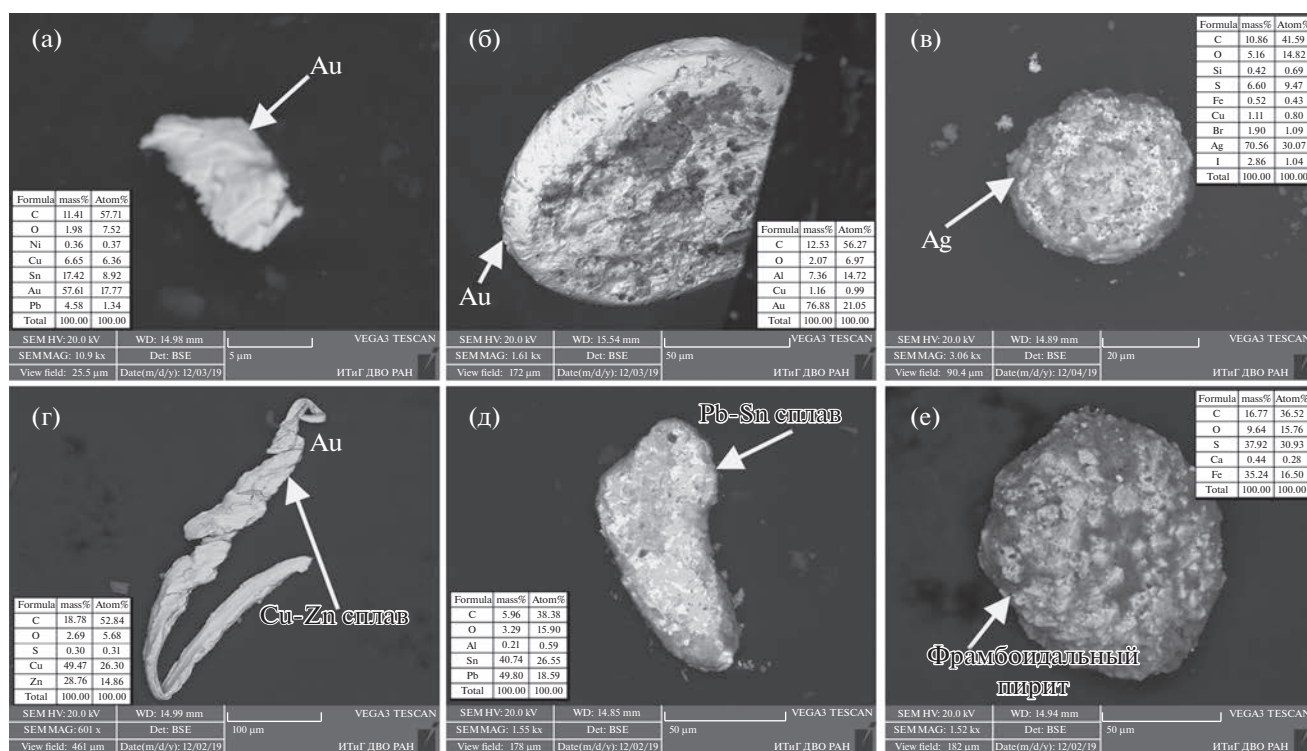 (а)
Au
Formula mass% Atom%
C 11.41 57.71
O 1.98 7.52
Ni 0.36 0.37
Cu 6.65 6.36
Sn 17.42 8.92
Au 57.61 17.77
Pb 4.58 1.34
Total 100.00 100.00
SEM HV: 20.0 kV WD: 14.98 mm VEGA3 TESCAN
SEM MAG: 10.9 kx Det: BSE 5 μm
View field: 25.5 μm Date(m/d/y): 12/03/19 ИТиГ ДВО РАН
(б)
Au
Formula mass% Atom%
C 12.53 56.27
O 2.07 6.97
Al 7.36 14.72
Cu 1.16 0.99
Au 76.88 21.05
Total 100.00 100.00
SEM HV: 20.0 kV WD: 15.54 mm VEGA3 TESCAN
SEM MAG: 1.61 kx Det: BSE 50 μm
View field: 172 μm Date(m/d/y): 12/03/19 ИТиГ ДВО РАН
(в)
Formula mass% Atom%
C 10.86 41.59
O 5.16 14.82
Si 0.42 0.69
S 6.60 9.47
Fe 0.52 0.43
Cu 1.11 0.80
Br 1.90 1.09
Ag 70.56 30.07
I 2.86 1.04
Total 100.00 100.00
Ag
SEM HV: 20.0 kV WD: 14.89 mm VEGA3 TESCAN
SEM MAG: 3.06 kx Det: BSE 20 μm
View field: 90.4 μm Date(m/d/y): 12/04/19 ИТиГ ДВО РАН
(г)
Au
Cu-Zn сплав
Formula mass% Atom%
C 18.78 52.84
O 2.69 5.68
S 0.30 0.31
Cu 49.47 26.30
Zn 28.76 14.86
Total 100.00 100.00
SEM HV: 20.0 kV WD: 14.99 mm VEGA3 TESCAN
SEM MAG: 601 x Det: BSE 100 μm
View field: 461 μm Date(m/d/y): 12/02/19 ИТиГ ДВО РАН
(д)
Pb-Sn сплав
Formula mass% Atom%
C 5.96 38.38
O 3.29 15.90
Al 0.21 0.59
Sn 40.74 26.55
Pb 49.80 18.59
Total 100.00 100.00
SEM HV: 20.0 kV WD: 14.85 mm VEGA3 TESCAN
SEM MAG: 1.55 kx Det: BSE 50 μm
View field: 178 μm Date(m/d/y): 12/02/19 ИТиГ ДВО РАН
(е)
Formula mass% Atom%
C 16.77 36.52
O 9.64 15.76
S 37.92 30.93
Ca 0.44 0.28
Fe 35.24 16.50
Total 100.00 100.00
Фрамбоидальный
пирит
SEM HV: 20.0 kV WD: 14.94 mm VEGA3 TESCAN
SEM MAG: 1.52 kx Det: BSE 50 μm
View field: 182 μm Date(m/d/y): 12/02/19 ИТиГ ДВО РАН